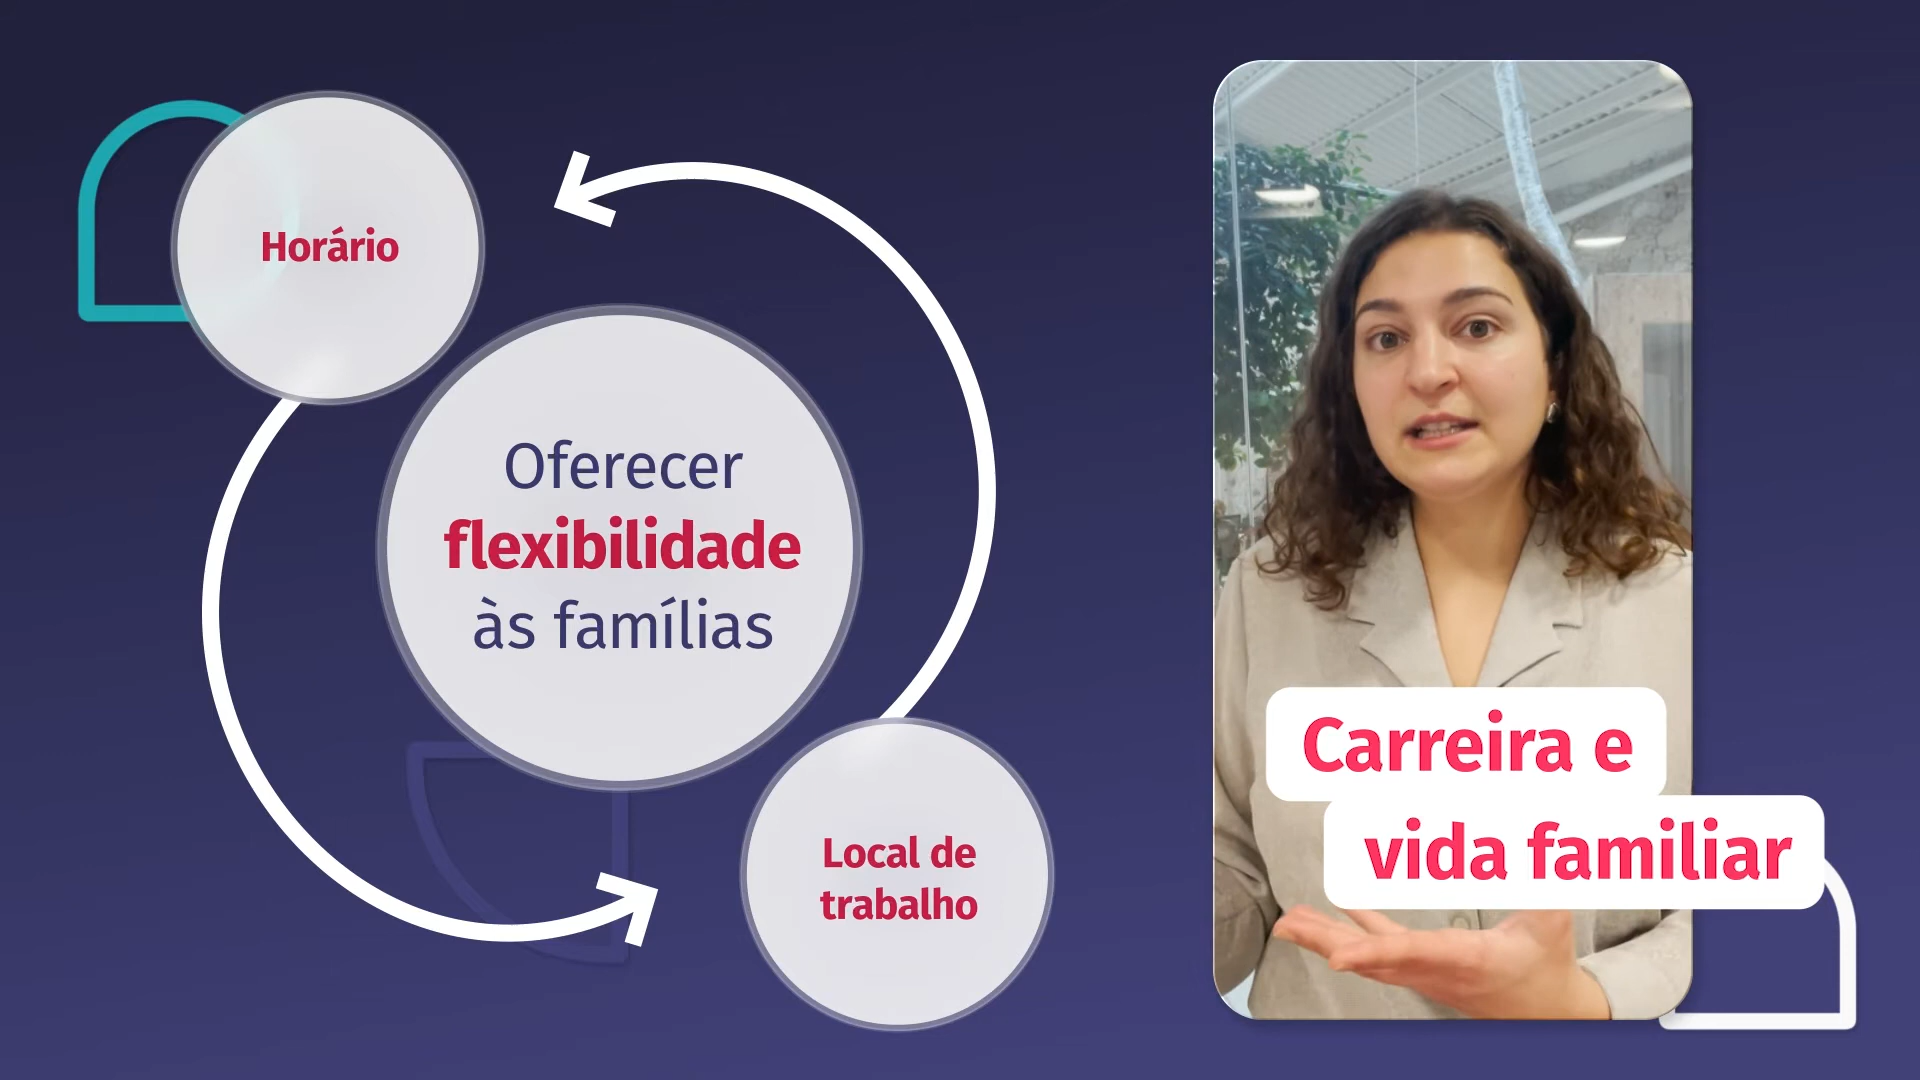 Horário
Oferecer
flexibilidade
às famílias
Local de
trabalho
Carreira e
vida familiar